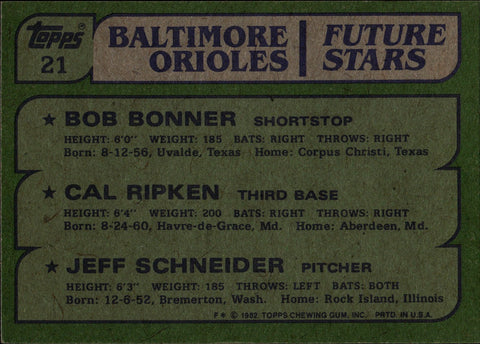 Topps®
21
BALTIMORE ORIOLES
FUTURE STARS
★ BOB BONNER SHORTSTOP
HEIGHT: 6'0" WEIGHT: 185 BATS: RIGHT THROWS: RIGHT
Born: 8-12-56, Uvalde, Texas Home: Corpus Christi, Texas
★ CAL RIPKEN THIRD BASE
HEIGHT: 6'4" WEIGHT: 200 BATS: RIGHT THROWS: RIGHT
Born: 8-24-60, Havre-de-Grace, Md. Home: Aberdeen, Md.
★ JEFF SCHNEIDER PITCHER
HEIGHT: 6'3" WEIGHT: 185 THROWS: LEFT BATS: BOTH
Born: 12-6-52, Bremerton, Wash. Home: Rock Island, Illinois
F* © 1982 TOPPS CHEWING GUM, INC. PRTD. IN U.S.A.